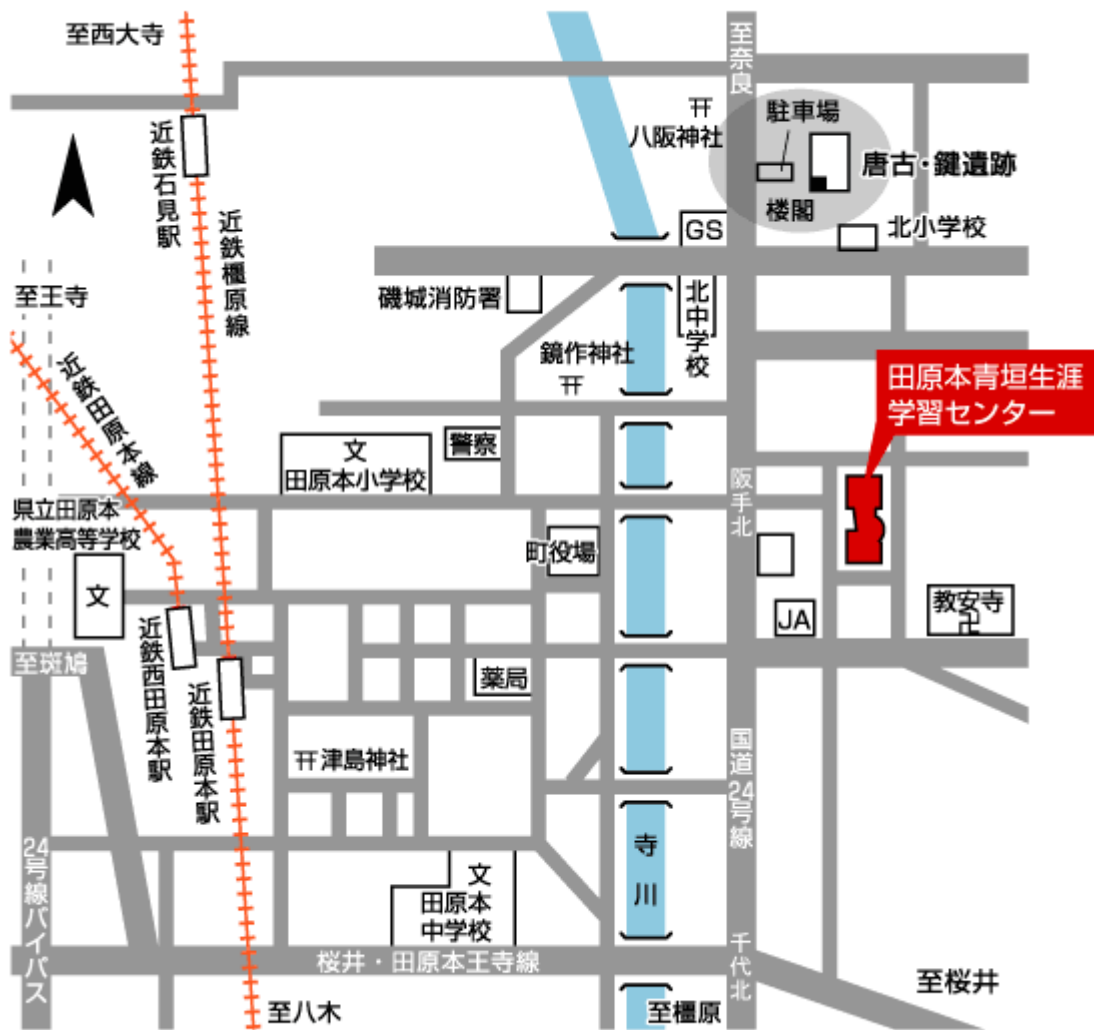 至西大寺
至奈良
八阪神社
駐車場
唐古・鍵遺跡
楼閣
近鉄石見駅
近鉄橿原線
GS
北小学校
至王寺
磯城消防署
北中学校
鏡作神社
近鉄田原本線
田原本青垣生涯
学習センター
警察
文
田原本小学校
阪手北
県立田原本
農業高等学校
文
町役場
JA
教安寺
卍
至斑鳩
近鉄西田原本駅
近鉄田原本駅
薬局
津島神社
国道24号線
24号線バイパス
寺川
文
田原本
中学校
桜井・田原本王寺線
千代北
至桜井
至八木
至橿原